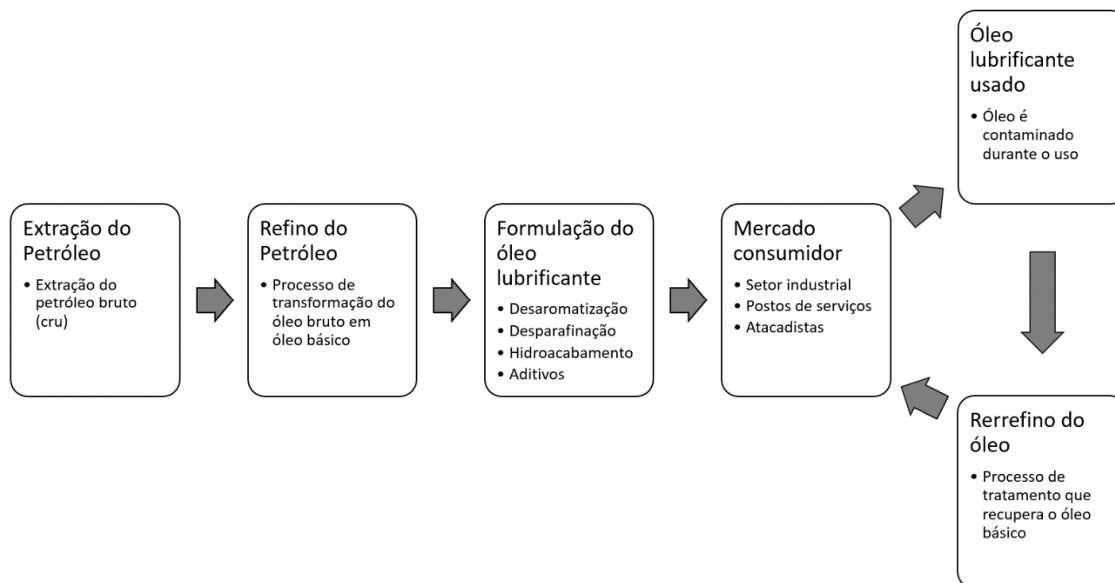 Extração do
Petróleo
• Extração do
petróleo bruto
(cru)
Refino do
Petróleo
• Processo de
transformação do
óleo bruto em
óleo básico
Formulação do
óleo
lubrificante
• Desaromatização
• Desparafinação
• Hidroacabamento
• Aditivos
Mercado
consumidor
• Setor industrial
• Postos de serviços
• Atacadistas
Óleo
lubrificante
usado
• Óleo é
contaminado
durante o uso
Rerrefino do
óleo
• Processo de
tratamento que
recupera o óleo
básico